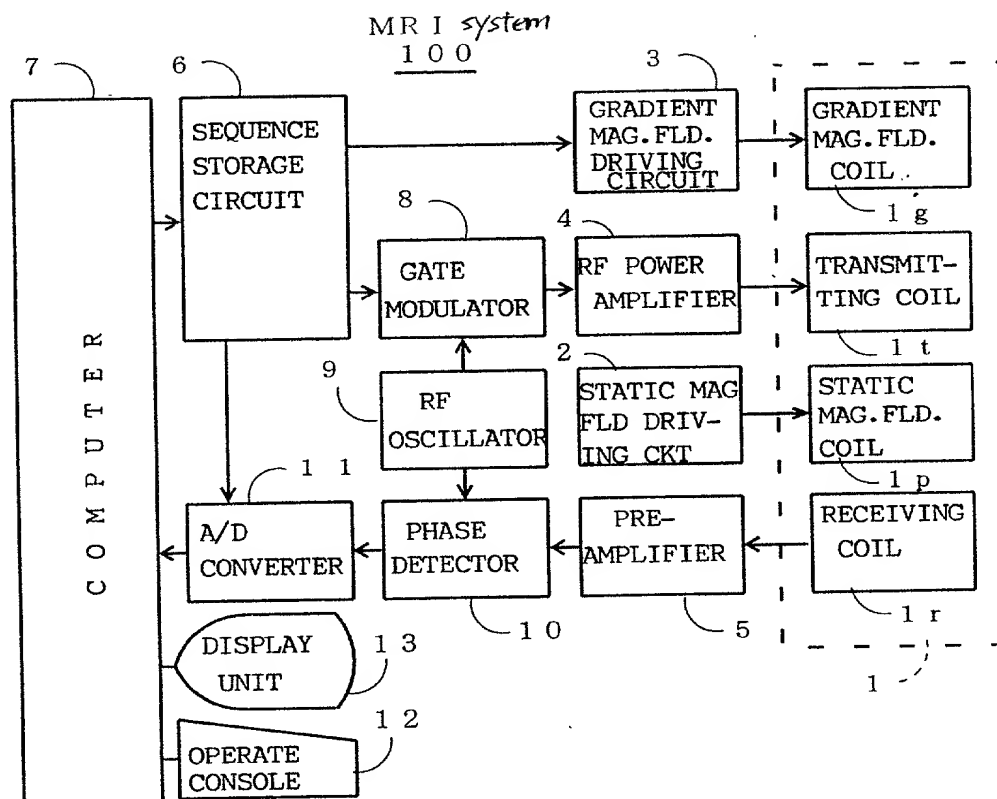 MRI system
100
7
6
3
SEQUENCE
STORAGE
CIRCUIT
GRADIENT
MAG.FLD.
DRIVING
CIRCUIT
GRADIENT
MAG.FLD.
COIL
1g
8
4
GATE
MODULATOR
RF POWER
AMPLIFIER
TRANSMIT-
TING COIL
1t
9
2
RF
OSCILLATOR
STATIC MAG
FLD DRIV-
ING CKT
STATIC
MAG.FLD.
COIL
1p
COMPUTER
11
A/D
CONVERTER
PHASE
DETECTOR
PRE-
AMPLIFIER
RECEIVING
COIL
10
5
1r
1
DISPLAY
UNIT
13
12
OPERATE
CONSOLE